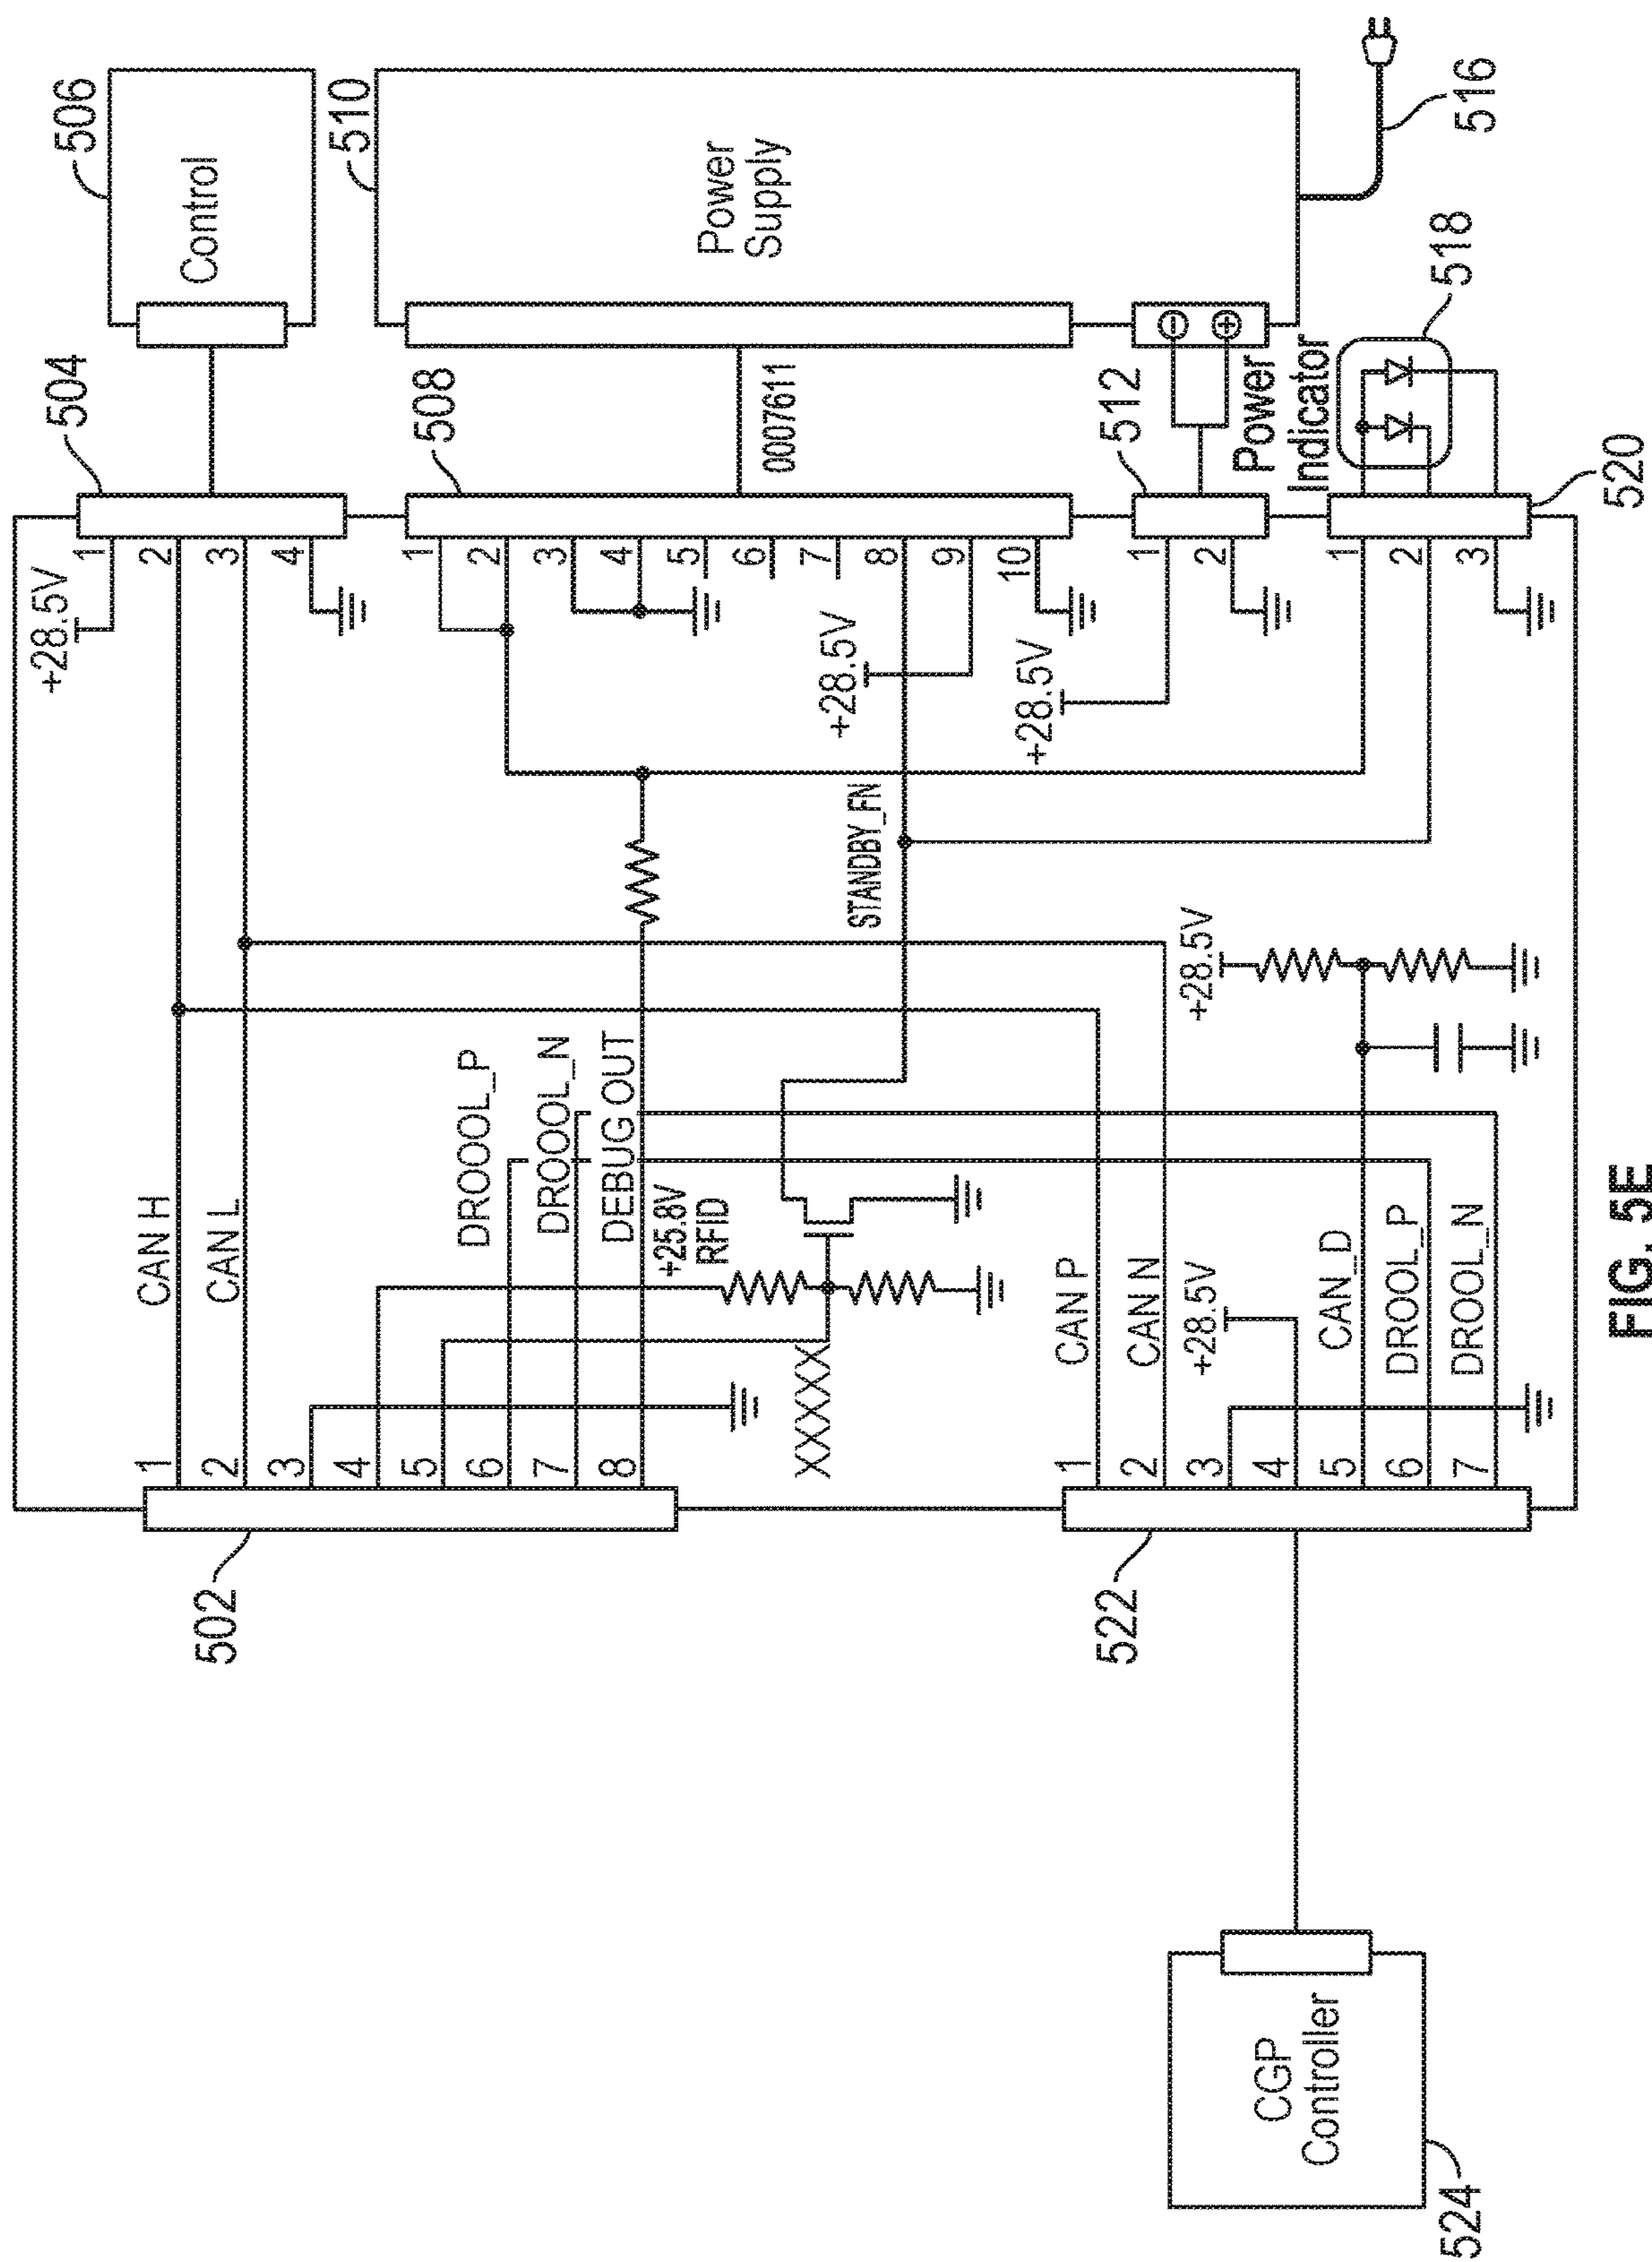 506
Control
510
Power
Supply
516
504
508
0007611
512
Power
Indicator
518
520
+28.5V
1
2
3
4
1
2
3
4
5
6
7
8
9
10
+28.5V
1
2
+28.5V
1
2
3
STANDBY_FN
CAN H
CAN L
DROOOL_P
DROOOL_N
DEBUG OUT
+25.8V
RFID
XXXXXX
+28.5V
CAN P
CAN N
+28.5V
CAN_D
DROOL_P
DROOL_N
1
2
3
4
5
6
7
8
1
2
3
4
5
6
7
502
522
CGP
Controller
524
FIG. 5E